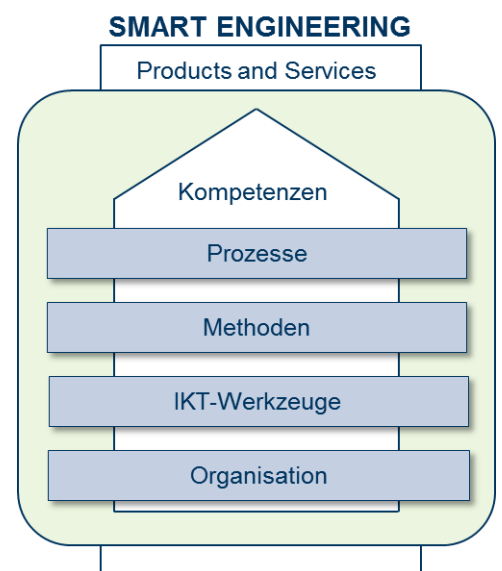 SMART ENGINEERING
Products and Services
Kompetenzen
Prozesse
Methoden
IKT-Werkzeuge
Organisation